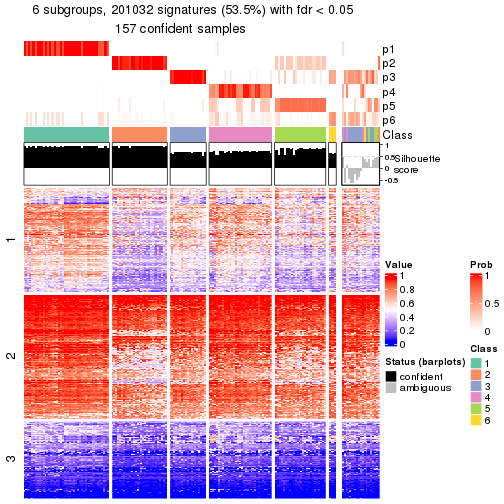 6 subgroups, 201032 signatures (53.5%) with fdr < 0.05
157 confident samples
p1
p2
p3
p4
p5
p6
Class
1
0.5
0
-0.5
Silhouette
score
1
2
3
Value
1
0.8
0.6
0.4
0.2
0
Prob
1
0.5
0
Status (barplots)
confident
ambiguous
Class
1
2
3
4
5
6